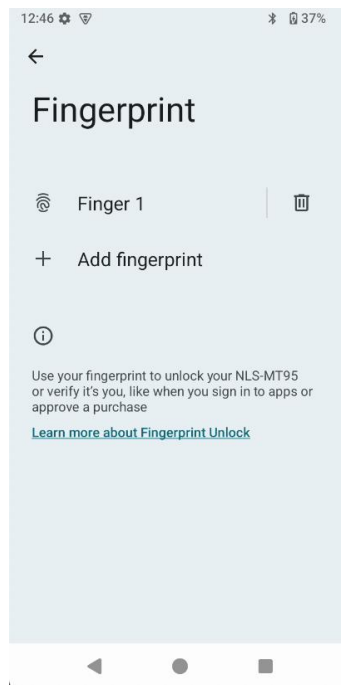 12:46 37%
Fingerprint
Finger 1
Add fingerprint
Use your fingerprint to unlock your NLS-MT95
or verify it's you, like when you sign in to apps or
approve a purchase
Learn more about Fingerprint Unlock